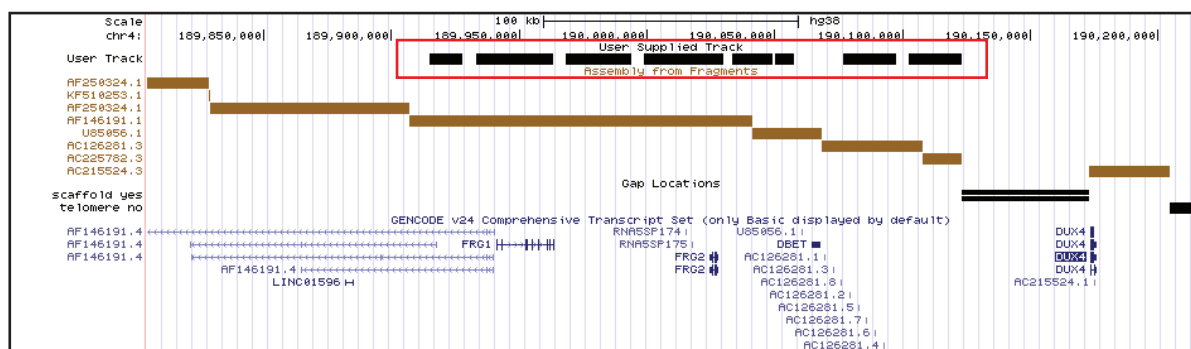 Scale 100 kb hg38
chr4: 189,850,000 189,900,000 189,950,000 190,000,000 190,050,000 190,100,000 190,150,000 190,200,000
User Supplied Track
User Track
Assembly from Fragments
AF250324.1
KF510253.1
AF250324.1
AF146191.1
U85056.1
AC126281.3
AC225782.3
AC215524.3
Gap Locations
scaffold yes
telomere no
GENCODE v24 Comprehensive Transcript Set (only Basic displayed by default)
AF146191.4 RNA5SP174 U85056.1 DUX4
AF146191.4 FRG1 RNA5SP175 DBET DUX4
AF146191.4 FRG2 AC126281.1 DUX4
AF146191.4 FRG2 AC126281.3 DUX4
LINC01596 AC126281.8 AC215524.1
AC126281.2
AC126281.5
AC126281.7
AC126281.6
AC126281.4